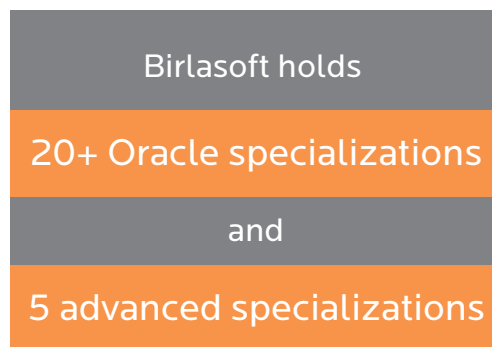 Birlasoft holds
20+ Oracle specializations
and
5 advanced specializations